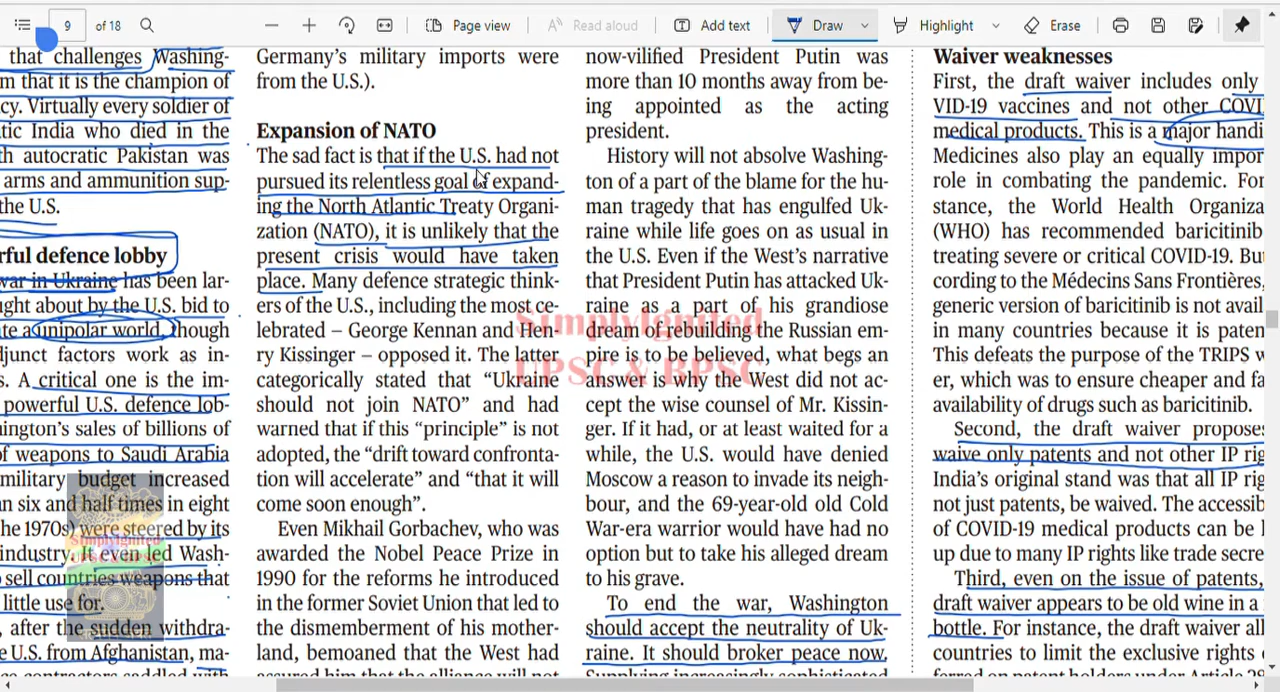 9
of 18
Page view
Read aloud
Add text
Draw
Highlight
Erase
that challenges Washing-
m that it is the champion of
cy. Virtually every soldier of
tic India who died in the
th autocratic Pakistan was
arms and ammunition sup-
the U.S.
rful defence lobby
war in Ukraine has been lar-
ught about by the U.S. bid to
te a unipolar world, though
djunct factors work as in-
s. A critical one is the im-
powerful U.S. defence lob-
hington's sales of billions of
of weapons to Saudi Arabia
military budget increased
an six and half times in eight
he 1970s) were steered by its
industry. It even led Wash-
sell countries weapons that
little use for.
, after the sudden withdra-
e U.S. from Afghanistan, ma-
Germany's military imports were
from the U.S.).
Expansion of NATO
The sad fact is that if the U.S. had not
pursued its relentless goal of expand-
ing the North Atlantic Treaty Organi-
zation (NATO), it is unlikely that the
present crisis would have taken
place. Many defence strategic think-
ers of the U.S., including the most ce-
lebrated – George Kennan and Hen-
ry Kissinger – opposed it. The latter
categorically stated that "Ukraine
should not join NATO" and had
warned that if this "principle" is not
adopted, the "drift toward confronta-
tion will accelerate" and "that it will
come soon enough".
Even Mikhail Gorbachev, who was
awarded the Nobel Peace Prize in
1990 for the reforms he introduced
in the former Soviet Union that led to
the dismemberment of his mother-
land, bemoaned that the West had
now-vilified President Putin was
more than 10 months away from be-
ing appointed as the acting
president.
History will not absolve Washing-
ton of a part of the blame for the hu-
man tragedy that has engulfed Uk-
raine while life goes on as usual in
the U.S. Even if the West's narrative
that President Putin has attacked Uk-
raine as a part of his grandiose
dream of rebuilding the Russian em-
pire is to be believed, what begs an
answer is why the West did not ac-
cept the wise counsel of Mr. Kissin-
ger. If it had, or at least waited for a
while, the U.S. would have denied
Moscow a reason to invade its neigh-
bour, and the 69-year-old old Cold
War-era warrior would have had no
option but to take his alleged dream
to his grave.
To end the war, Washington
should accept the neutrality of Uk-
raine. It should broker peace now.
Supplying increasingly sophisticated
Waiver weaknesses
First, the draft waiver includes only
VID-19 vaccines and not other COVI
medical products. This is a major handi
Medicines also play an equally impor
role in combating the pandemic. For
stance, the World Health Organiza
(WHO) has recommended baricitinib
treating severe or critical COVID-19. Bu
cording to the Médecins Sans Frontières,
generic version of baricitinib is not avail
in many countries because it is paten
This defeats the purpose of the TRIPS w
er, which was to ensure cheaper and fa
availability of drugs such as baricitinib.
Second, the draft waiver propose
waive only patents and not other IP rig
India's original stand was that all IP rig
not just patents, be waived. The accessib
of COVID-19 medical products can be
up due to many IP rights like trade secre
Third, even on the issue of patents,
draft waiver appears to be old wine in a
bottle. For instance, the draft waiver all
countries to limit the exclusive rights
SimplyIgnited
UPSC & BPSC
SimplyIgnited
UPSC & BPSC